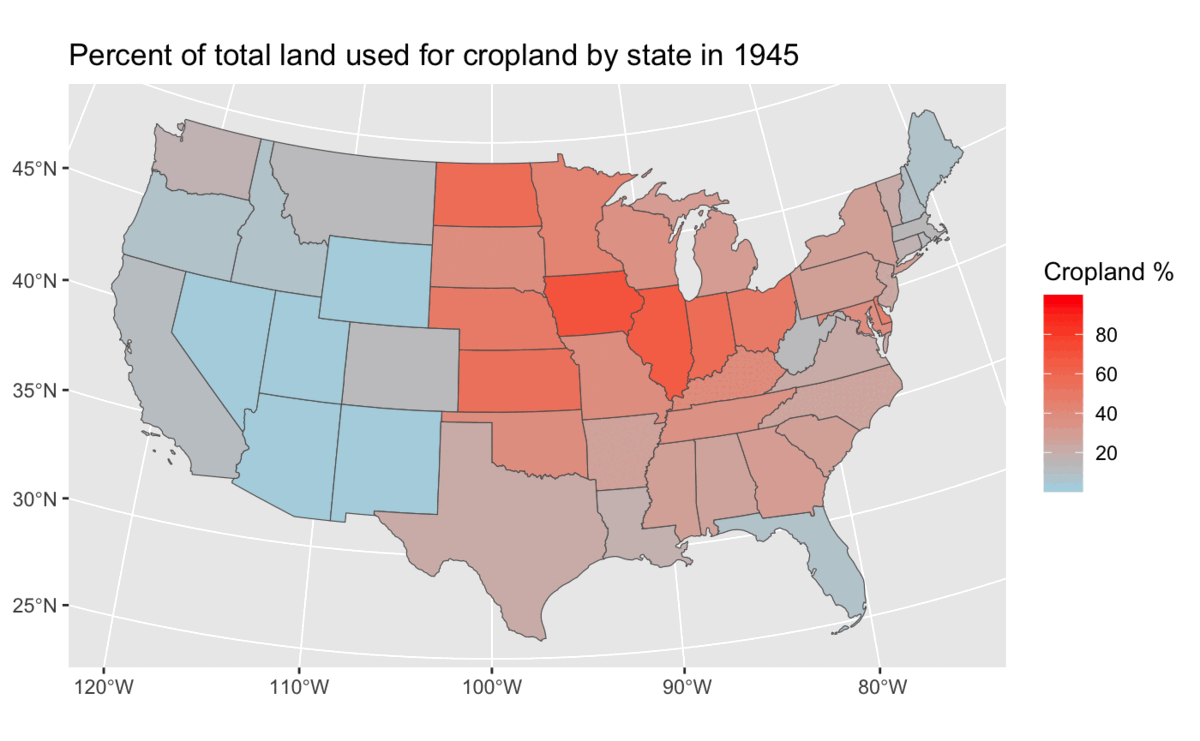 Percent of total land used for cropland by state in 1945
45°N
40°N
35°N
30°N
25°N
120°W
110°W
100°W
90°W
80°W
Cropland %
80
60
40
20